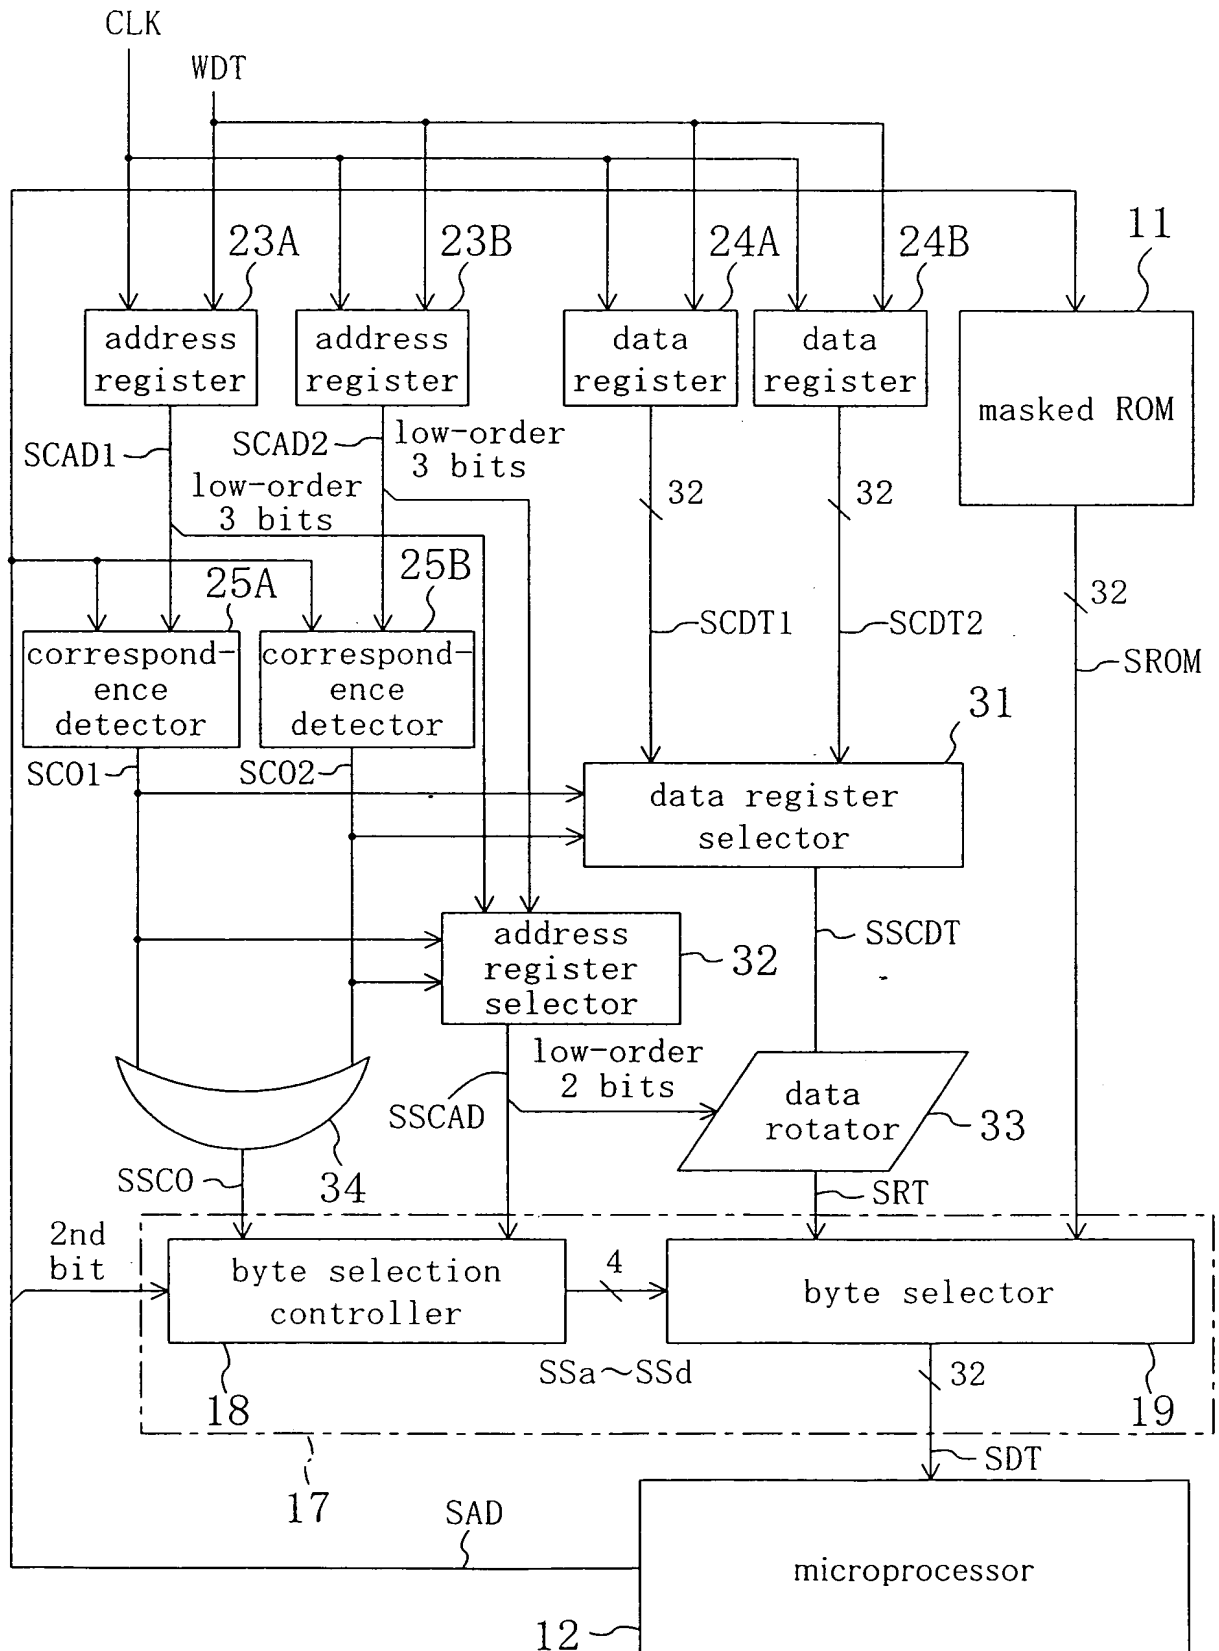 CLK
WDT
23A
23B
24A
24B
11
address
register
address
register
data
register
data
register
masked ROM
SCAD1
SCAD2
low-order
3 bits
low-order
3 bits
32
32
32
25A
25B
SCDT1
SCDT2
SROM
correspond-
ence
detector
correspond-
ence
detector
31
SCO1
SCO2
data register
selector
address
register
selector
32
SSCDT
low-order
2 bits
SSCAD
data
rotator
33
34
SSCO
SRT
2nd
bit
byte selection
controller
4
byte selector
SSa~SSd
32
18
19
17
SDT
SAD
microprocessor
12